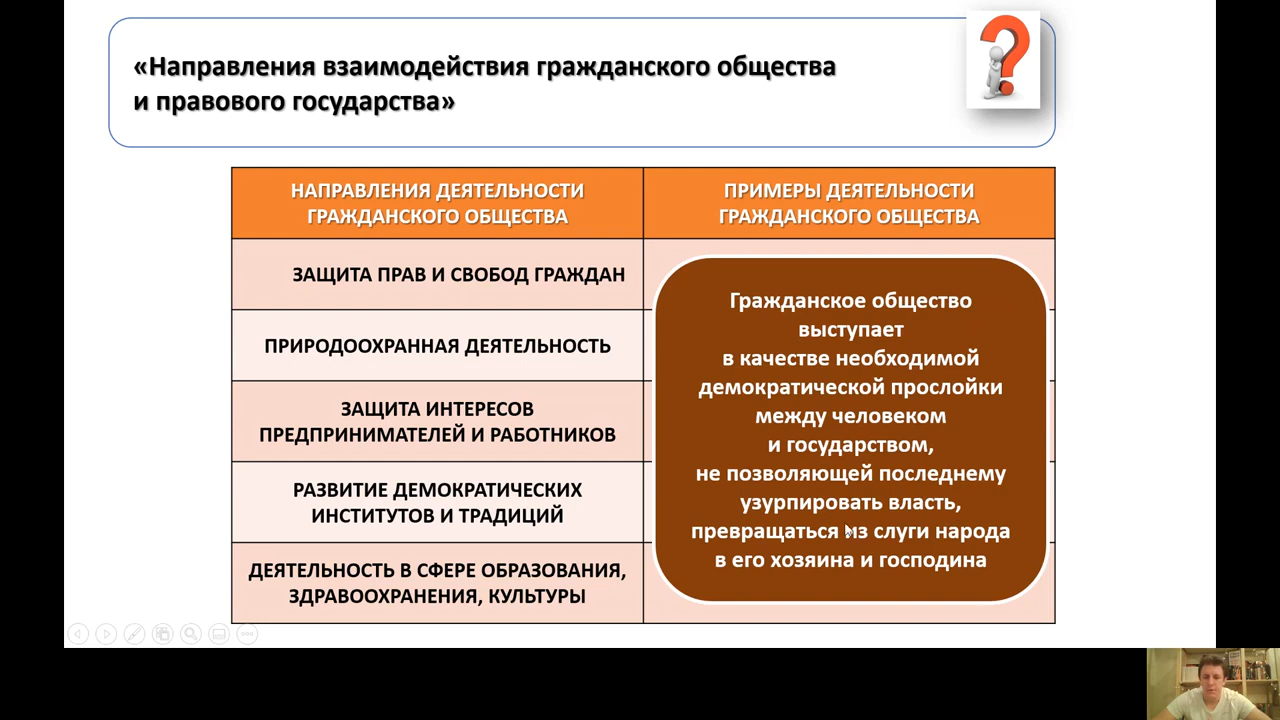 «Направления взаимодействия гражданского общества
и правового государства»
НАПРАВЛЕНИЯ ДЕЯТЕЛЬНОСТИ
ГРАЖДАНСКОГО ОБЩЕСТВА
ПРИМЕРЫ ДЕЯТЕЛЬНОСТИ
ГРАЖДАНСКОГО ОБЩЕСТВА
ЗАЩИТА ПРАВ И СВОБОД ГРАЖДАН
ПРИРОДООХРАННАЯ ДЕЯТЕЛЬНОСТЬ
ЗАЩИТА ИНТЕРЕСОВ
ПРЕДПРИНИМАТЕЛЕЙ И РАБОТНИКОВ
РАЗВИТИЕ ДЕМОКРАТИЧЕСКИХ
ИНСТИТУТОВ И ТРАДИЦИЙ
ДЕЯТЕЛЬНОСТЬ В СФЕРЕ ОБРАЗОВАНИЯ,
ЗДРАВООХРАНЕНИЯ, КУЛЬТУРЫ
Гражданское общество
выступает
в качестве необходимой
демократической прослойки
между человеком
и государством,
не позволяющей последнему
узурпировать власть,
превращаться из слуги народа
в его хозяина и господина